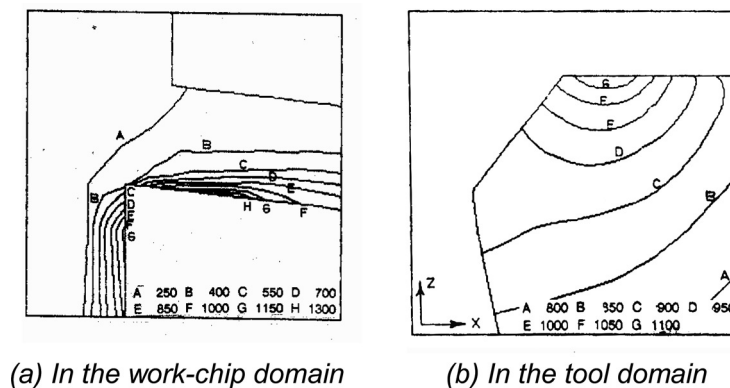 A
B
C
D
E
B
C
D
E
F
G
H G F
A 250 B 400 C 550 D 700
E 850 F 1000 G 1150 H 1300
G
F
E
D
C
B
A
Z
X
A 800 B 850 C 900 D 950
E 1000 F 1050 G 1100
(a) In the work-chip domain
(b) In the tool domain